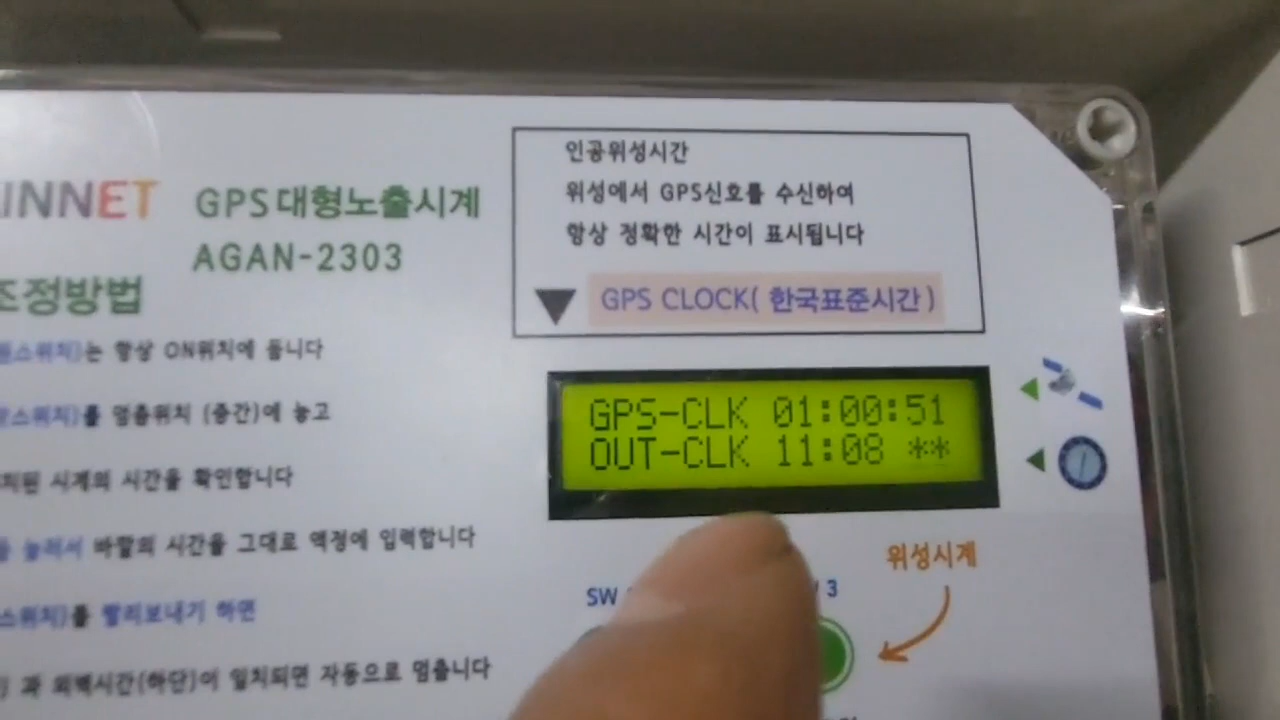 INNET
GPS대형노출시계
AGAN-2303
조정방법
는 항상 ON위치에 둡니다
를 멈춤위치 (중간)에 놓고
시계의 시간을 확인합니다
눌러서 바깥의 시간을 그대로 액정에 입력합니다
를 빨리보내기 하면
과 외벽시간(하단)이 일치되면 자동으로 멈춥니다
인공위성시간
위성에서 GPS신호를 수신하여
항상 정확한 시간이 표시됩니다
GPS CLOCK( 한국표준시간 )
GPS-CLK 01:00:51
OUT-CLK 11:08 **
위성시계
SW
3